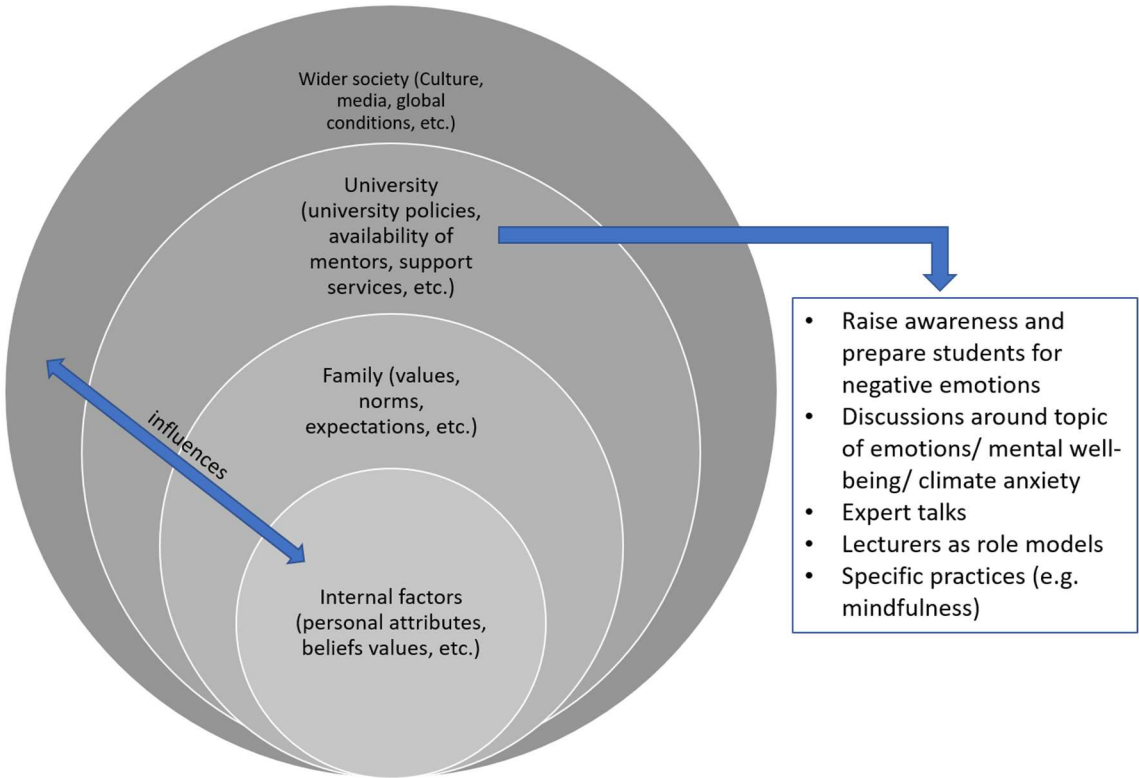 Wider society (Culture,
media, global
conditions, etc.)
University
(university policies,
availability of
mentors, support
services, etc.)
Family (values,
norms,
expectations, etc.)
influences
Internal factors
(personal attributes,
beliefs values, etc.)
• Raise awareness and
prepare students for
negative emotions
• Discussions around topic
of emotions/ mental well-
being/ climate anxiety
• Expert talks
• Lecturers as role models
• Specific practices (e.g.
mindfulness)